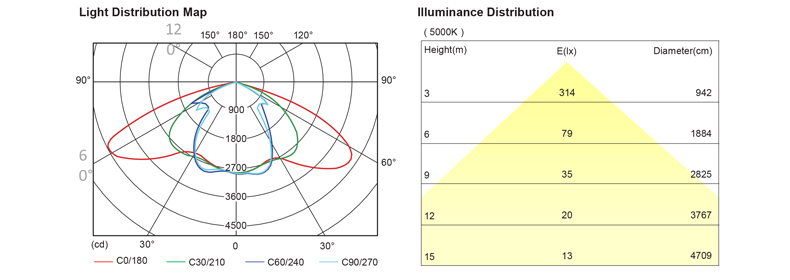 Light Distribution Map
12
0°
150° 180° 150° 120°
90° 90°
900
1800
2700
3600
4500
6
0°
60°
(cd) 30° 0 30°
C0/180 C30/210 C60/240 C90/270
Illuminance Distribution
( 5000K )
Height(m) E(lx) Diameter(cm)
3 314 942
6 79 1884
9 35 2825
12 20 3767
15 13 4709